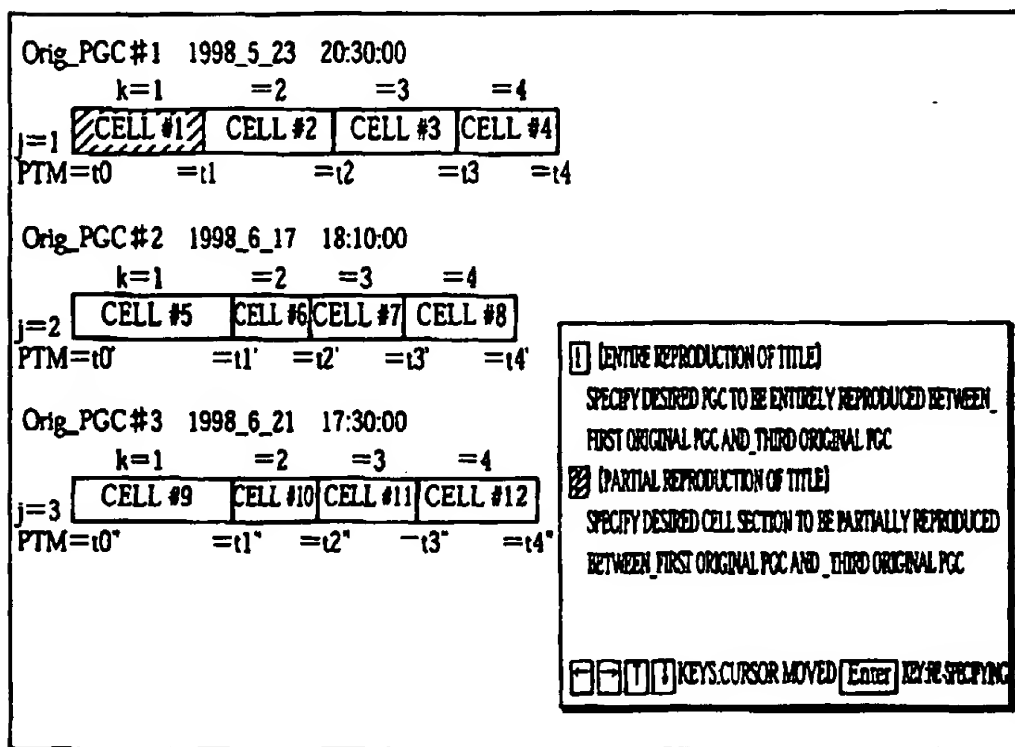 Orig_PGC#1 1998_5_23 20:30:00
k=1 =2 =3 =4
j=1 CELL #1 CELL #2 CELL #3 CELL #4
PTM=t0 =t1 =t2 =t3 =t4
Orig_PGC#2 1998_6_17 18:10:00
k=1 =2 =3 =4
j=2 CELL #5 CELL #6 CELL #7 CELL #8
PTM=t0' =t1' =t2' =t3' =t4'
Orig_PGC#3 1998_6_21 17:30:00
k=1 =2 =3 =4
j=3 CELL #9 CELL #10 CELL #11 CELL #12
PTM=t0" =t1" =t2" =t3" =t4"
1 (ENTIRE REPRODUCTION OF TITLE)
SPECIFY DESIRED PGC TO BE ENTIRELY REPRODUCED BETWEEN_
FIRST ORIGINAL PGC AND_THIRD ORIGINAL PGC
2 (PARTIAL REPRODUCTION OF TITLE)
SPECIFY DESIRED CELL SECTION TO BE PARTIALLY REPRODUCED
BETWEEN_FIRST ORIGINAL PGC AND _THIRD ORIGINAL PGC
← → ↑ ↓ KEYS:CURSOR MOVED Enter KEY:RE-SPECIFYING